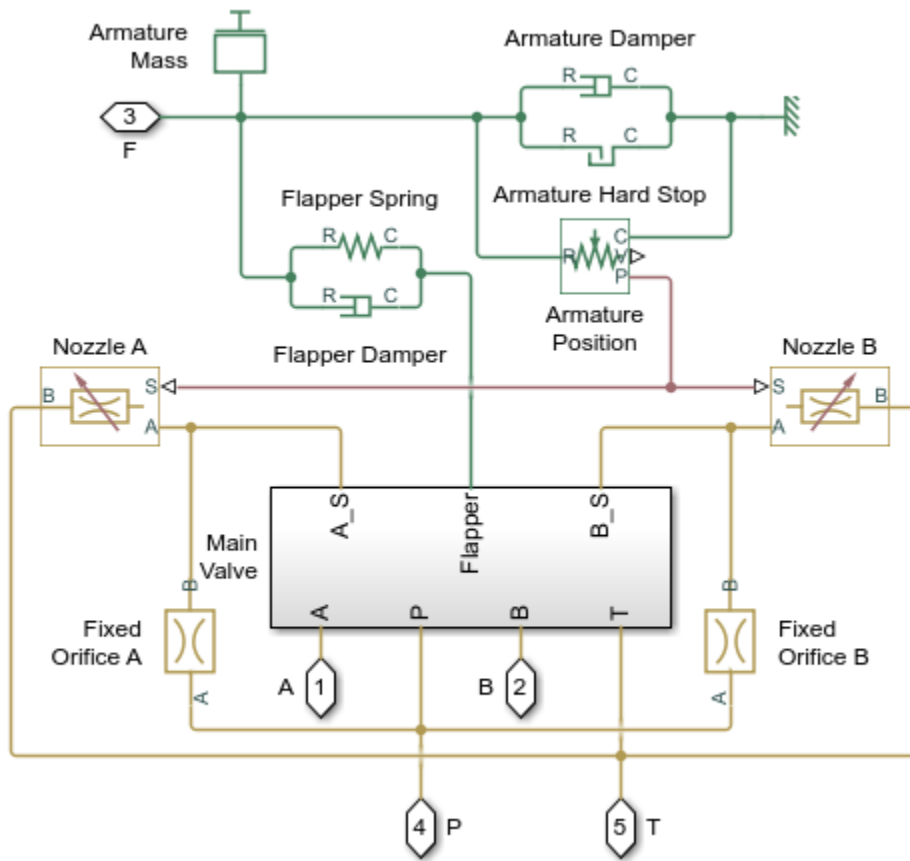 Armature
Mass
Armature Damper
R C
3
F
R C
Flapper Spring
Armature Hard Stop
R C
C
R V
P
R C
Armature
Position
Flapper Damper
Nozzle A
Nozzle B
B S
A
S B
A
A_S
Flapper
B_S
Main
Valve
A P B T
B
B
Fixed
Orifice A
Fixed
Orifice B
A
A
A 1
B 2
4 P
5 T